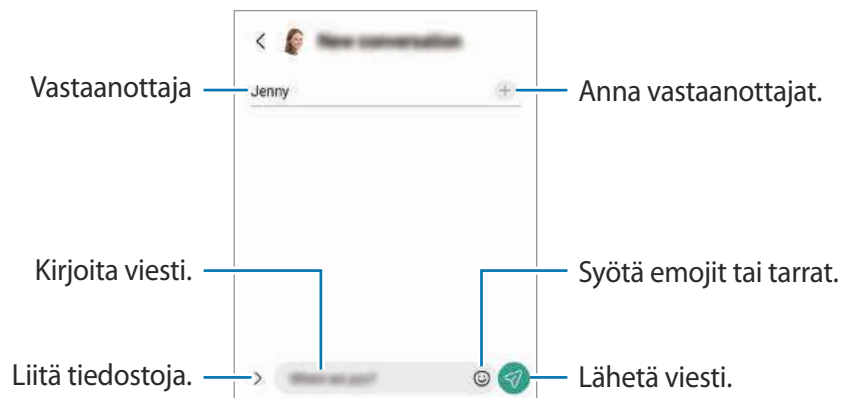 Vastaanottaja
Jenny
Anna vastaanottajat.
Kirjoita viesti.
Syötä emojit tai tarrat.
Liitä tiedostoja.
Lähetä viesti.